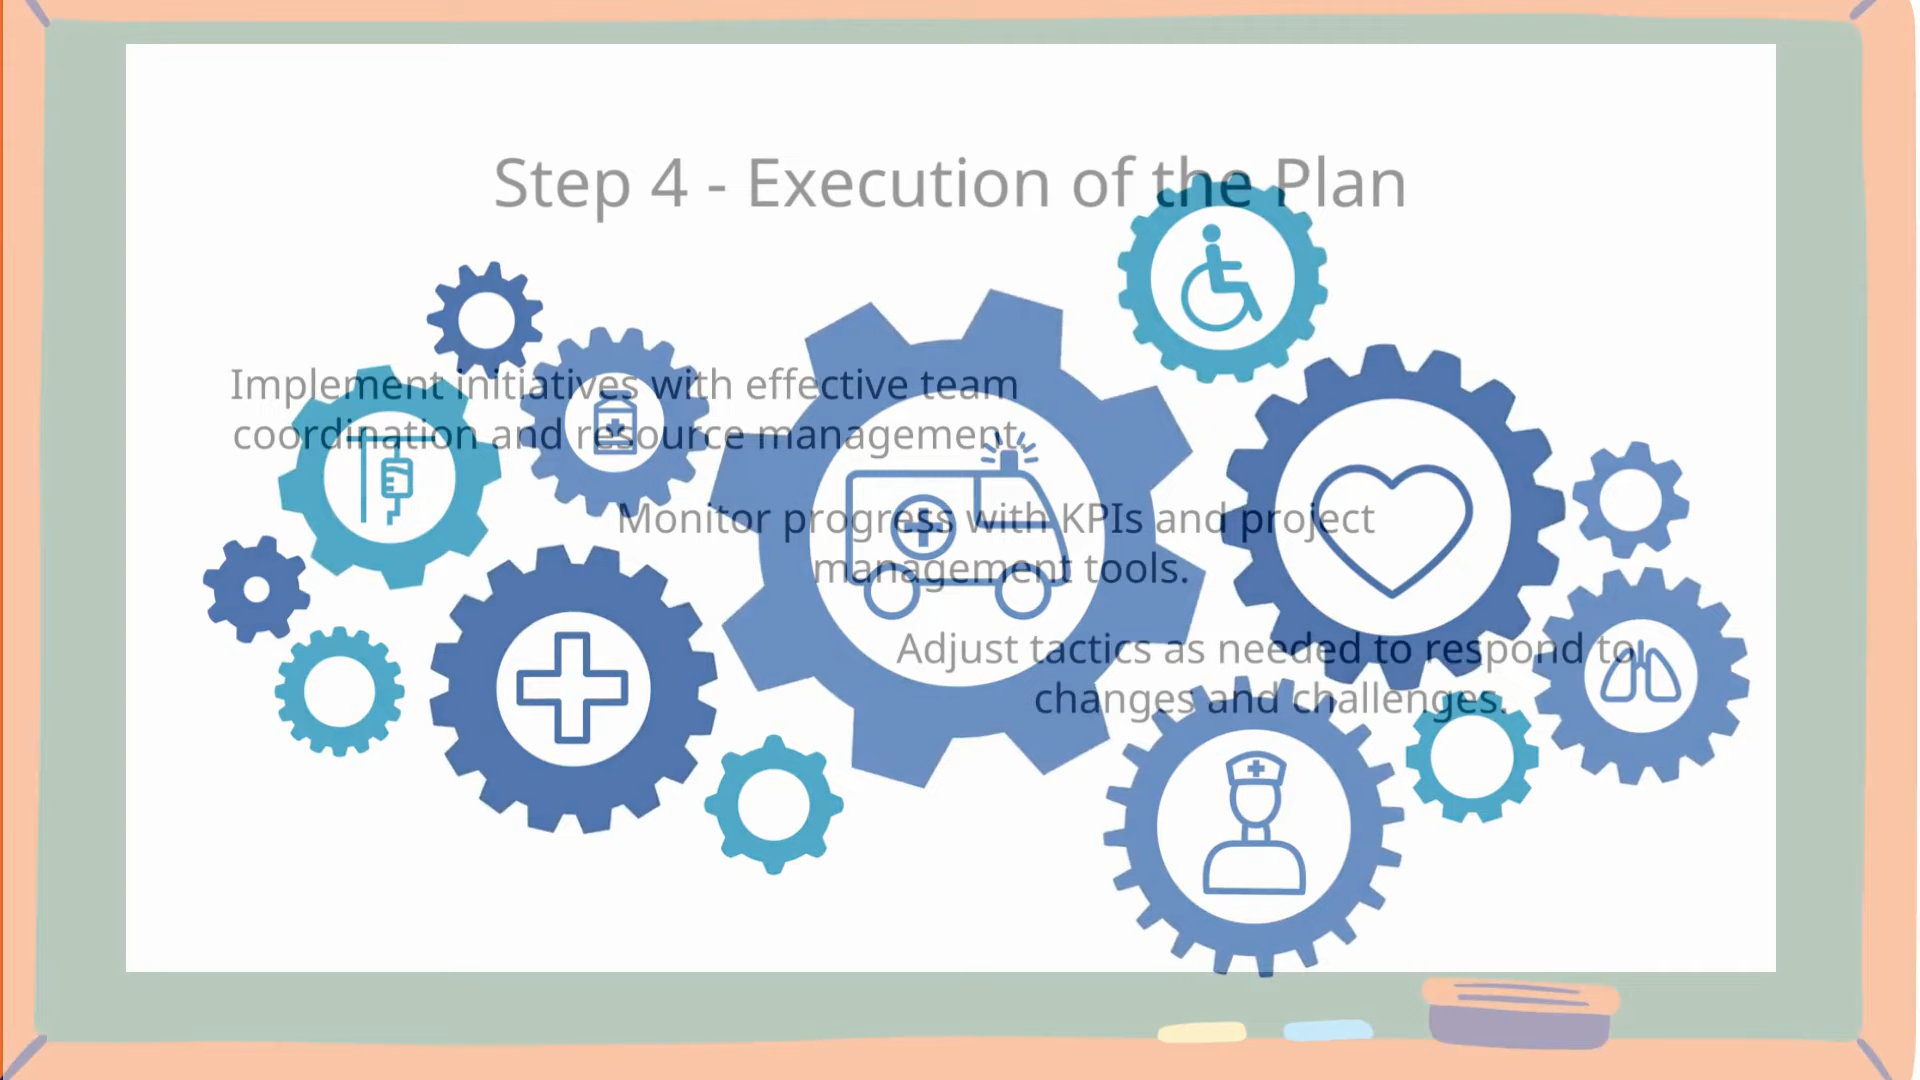 Step 4 - Execution of the Plan
Implement initiatives with effective team
coordination and resource management.
Monitor progress with KPIs and project
management tools.
Adjust tactics as needed to respond to
changes and challenges.